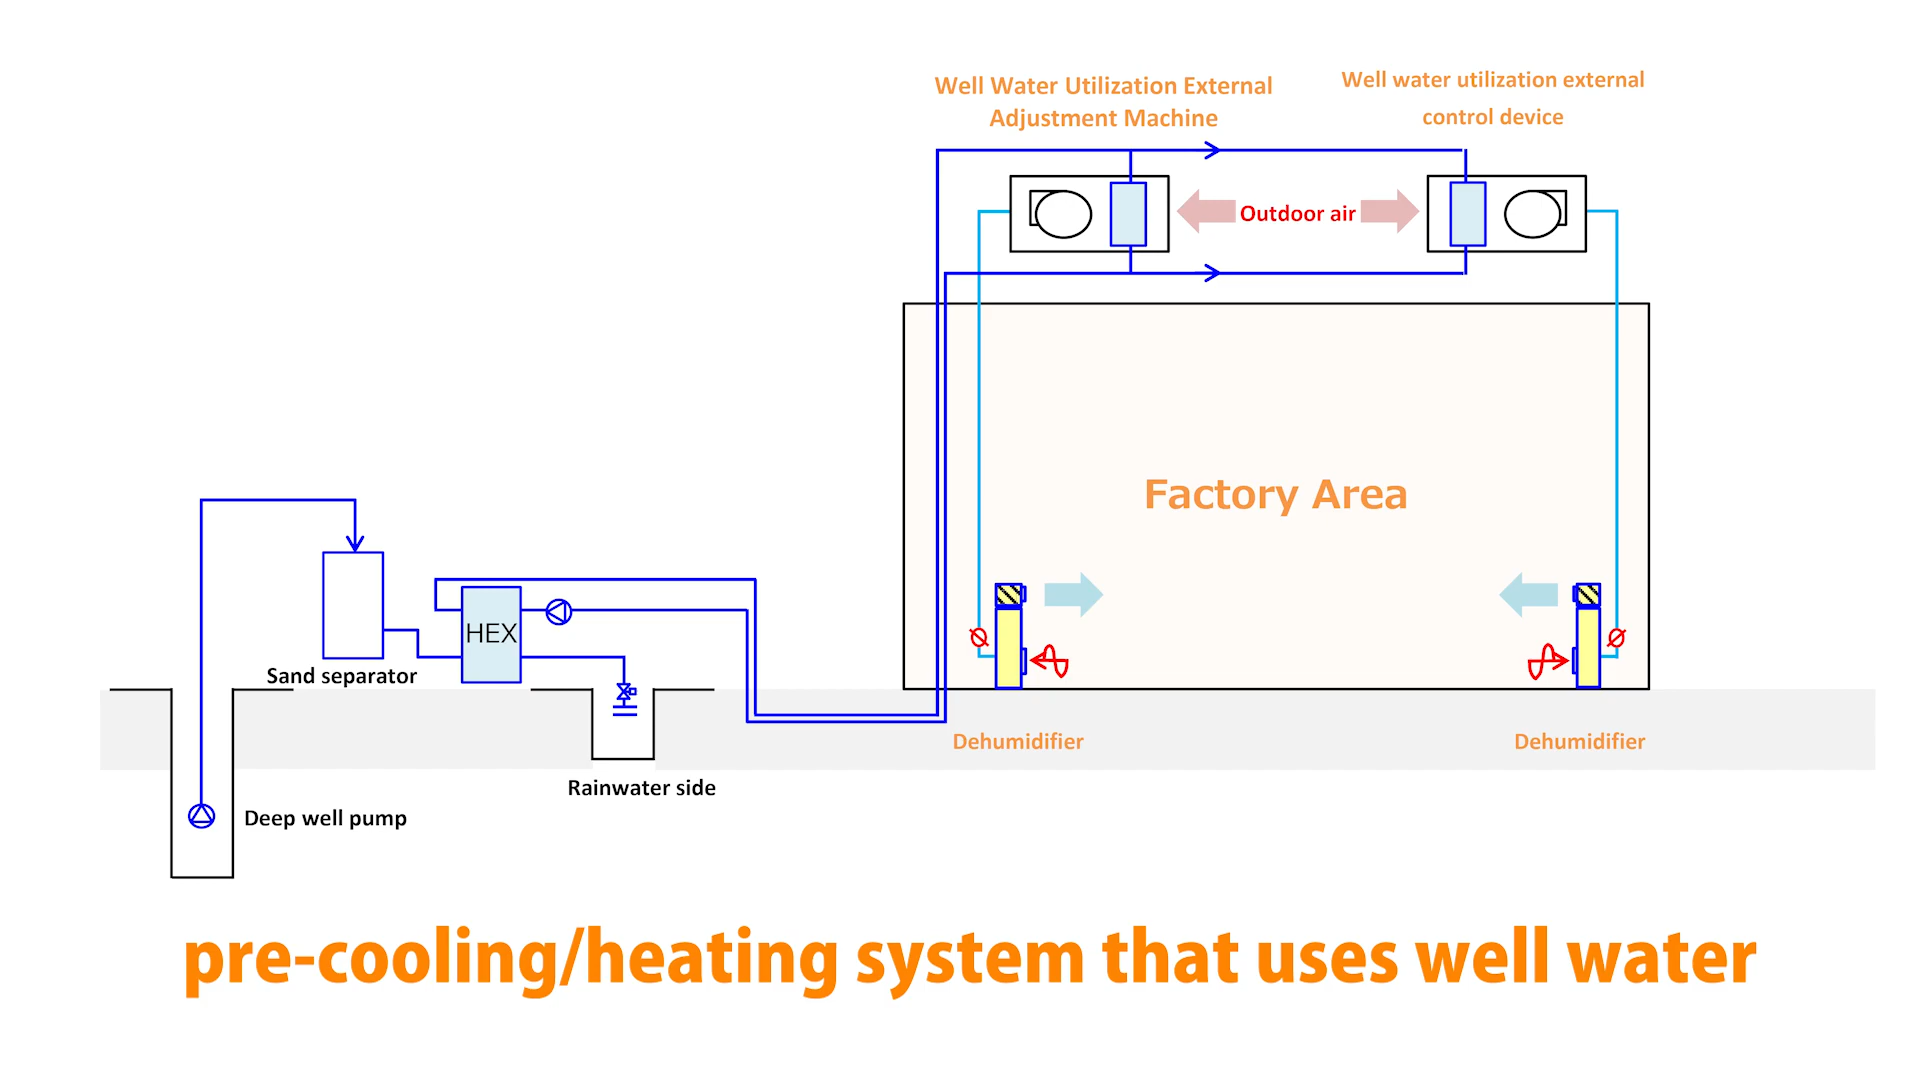 Well Water Utilization External
Adjustment Machine
Well water utilization external
control device
Outdoor air
Factory Area
HEX
Sand separator
Dehumidifier
Dehumidifier
Rainwater side
Deep well pump
pre-cooling/heating system that uses well water